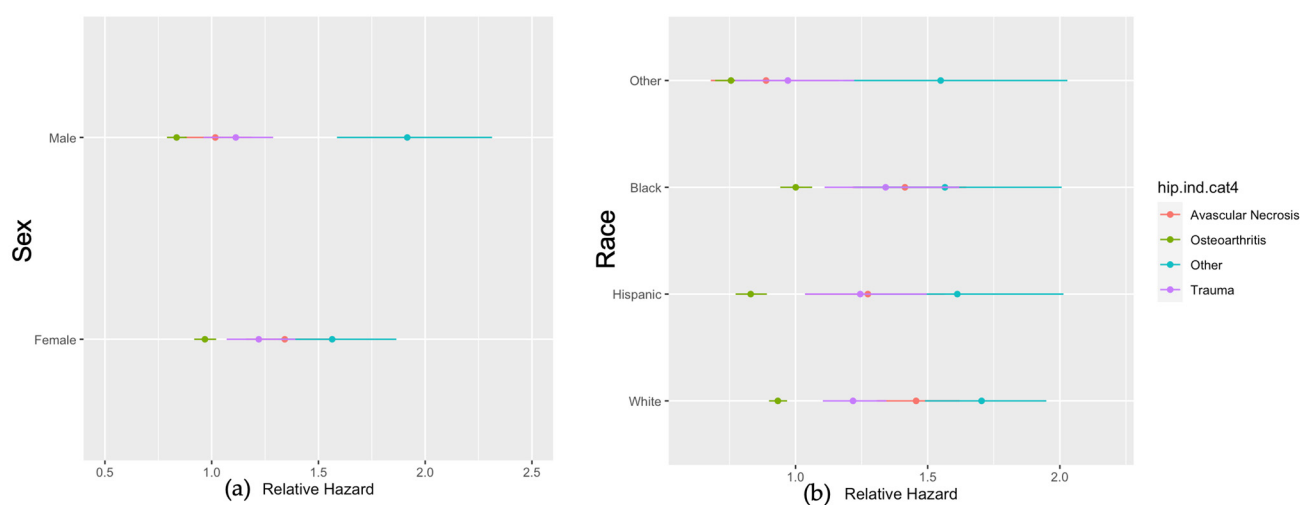 Sex
Male
Female
0.5 1.0 1.5 2.0 2.5
(a) Relative Hazard
Race
Other
Black
Hispanic
White
1.0 1.5 2.0
(b) Relative Hazard
hip.ind.cat4
Avascular Necrosis
Osteoarthritis
Other
Trauma